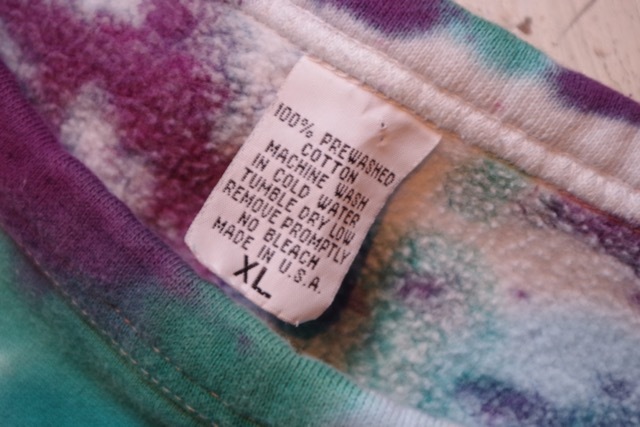 100% PREWASHED
COTTON
MACHINE WASH
IN COLD WATER
TUMBLE DRY LOW
REMOVE PROMPTLY
NO BLEACH
MADE IN U.S.A.
XL